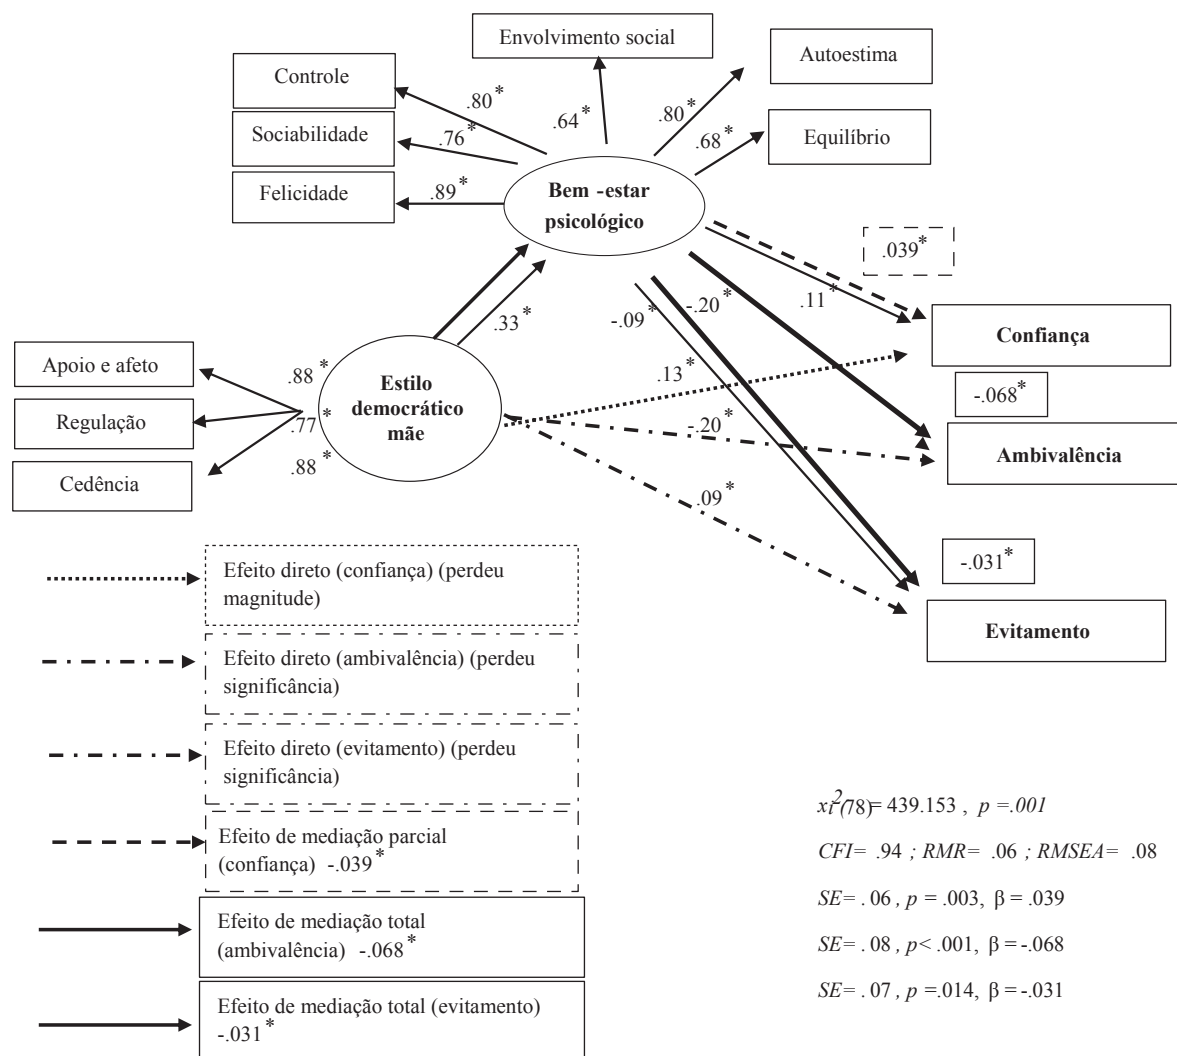 Envolvimento social
Controle
Autoestima
.80*
.64*
.80*
Sociabilidade
.76*
.68*
Equilíbrio
Felicidade
.89*
Bem -estar
psicológico
.039*
.11*
-.20*
-.09*
.33*
Confiança
Apoio e afeto
.88*
Estilo
democrático
mãe
.13*
-.068*
Regulação
.77*
-.20*
Ambivalência
Cedência
.88*
.09*
-.031*
Evitamento
Efeito direto (confiança) (perdeu
magnitude)
Efeito direto (ambivalência) (perdeu
significância)
Efeito direto (evitamento) (perdeu
significância)
Efeito de mediação parcial
(confiança) -.039*
Efeito de mediação total
(ambivalência) -.068*
Efeito de mediação total (evitamento)
-.031*
xi²(78)= 439.153 , p =.001
CFI= .94 ; RMR= .06 ; RMSEA= .08
SE= . 06 , p = .003, β = .039
SE= . 08 , p< .001, β = -.068
SE= . 07 , p =.014, β = -.031